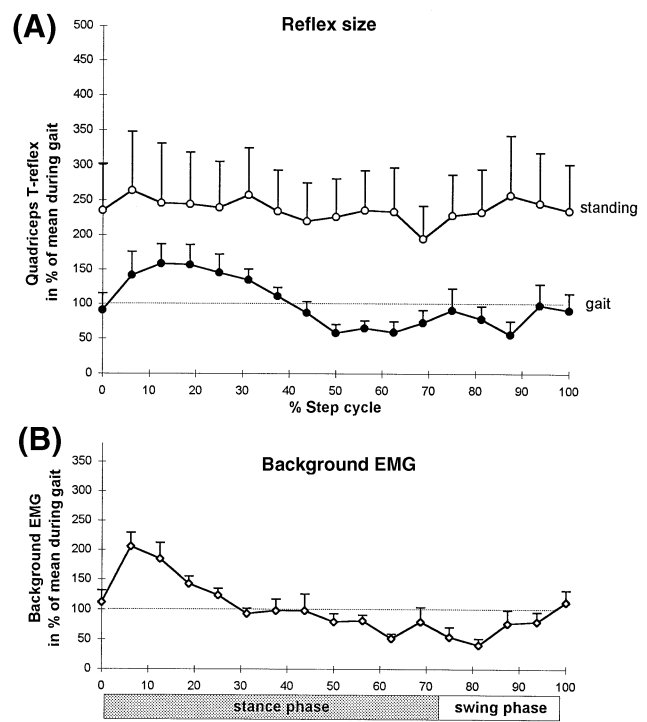 (A)
Reflex size
Quadriceps T-reflex
in % of mean during gait
500
450
400
350
300
250
200
150
100
50
0
standing
gait
0 10 20 30 40 50 60 70 80 90 100
% Step cycle
(B)
Background EMG
Background EMG
in % of mean during gait
350
300
250
200
150
100
50
0
0 10 20 30 40 50 60 70 80 90 100
stance phase swing phase